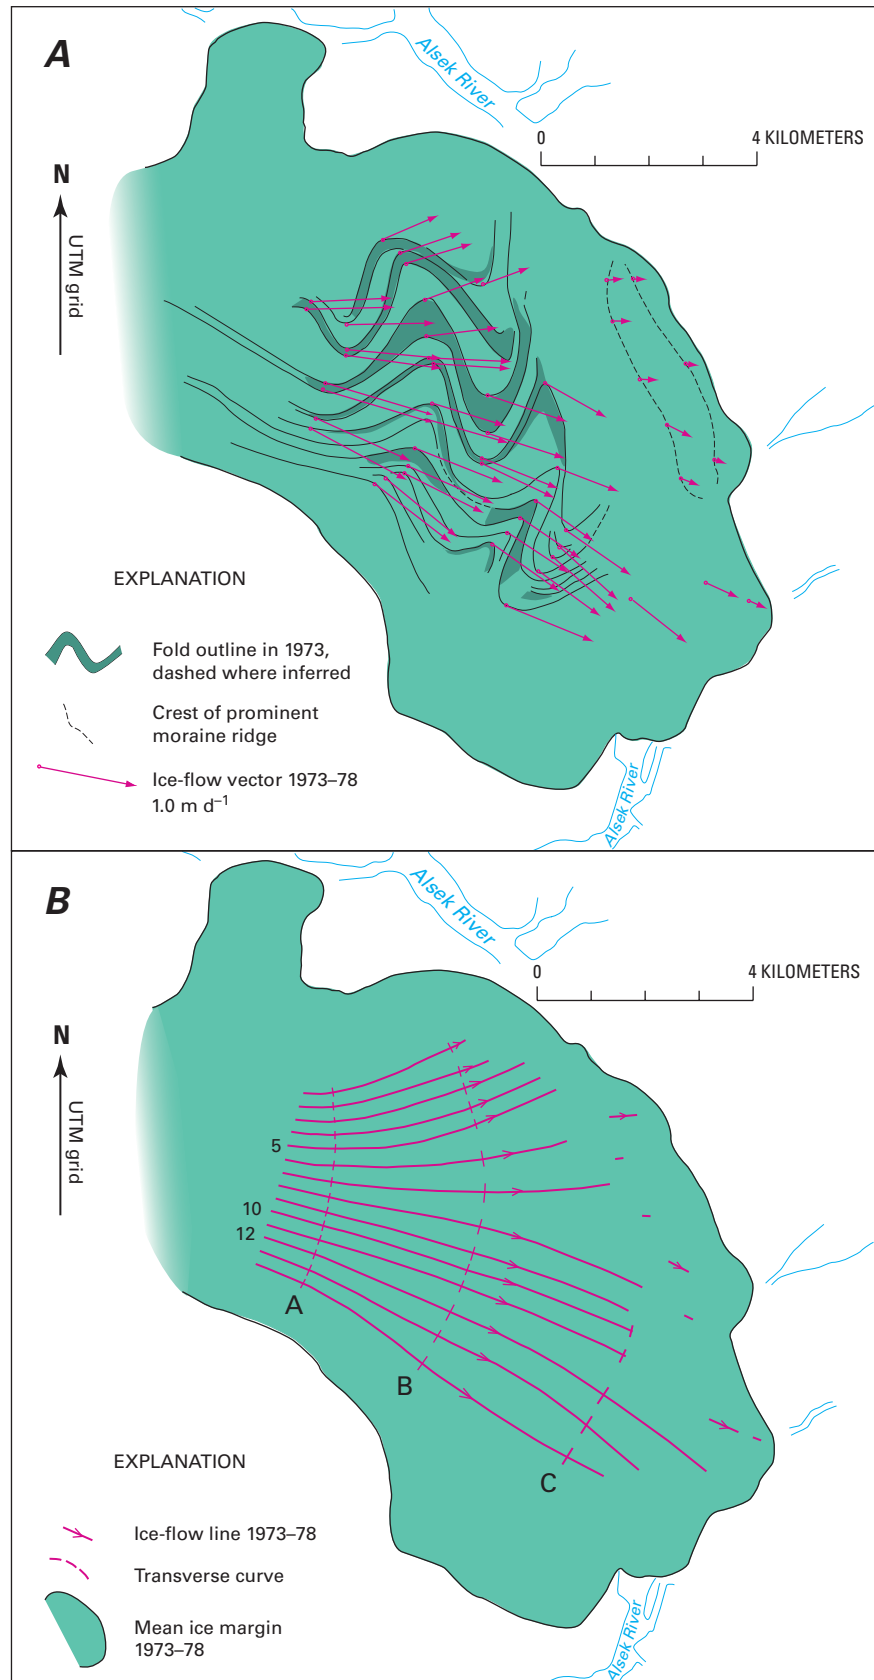 A
Alsek River
0 4 KILOMETERS
N
UTM grid
EXPLANATION
Fold outline in 1973,
dashed where inferred
Crest of prominent
moraine ridge
Ice-flow vector 1973–78
1.0 m d⁻¹
Alsek River
B
Alsek River
0 4 KILOMETERS
N
UTM grid
5
10
12
A
B
C
EXPLANATION
Ice-flow line 1973–78
Transverse curve
Mean ice margin
1973–78
Alsek River